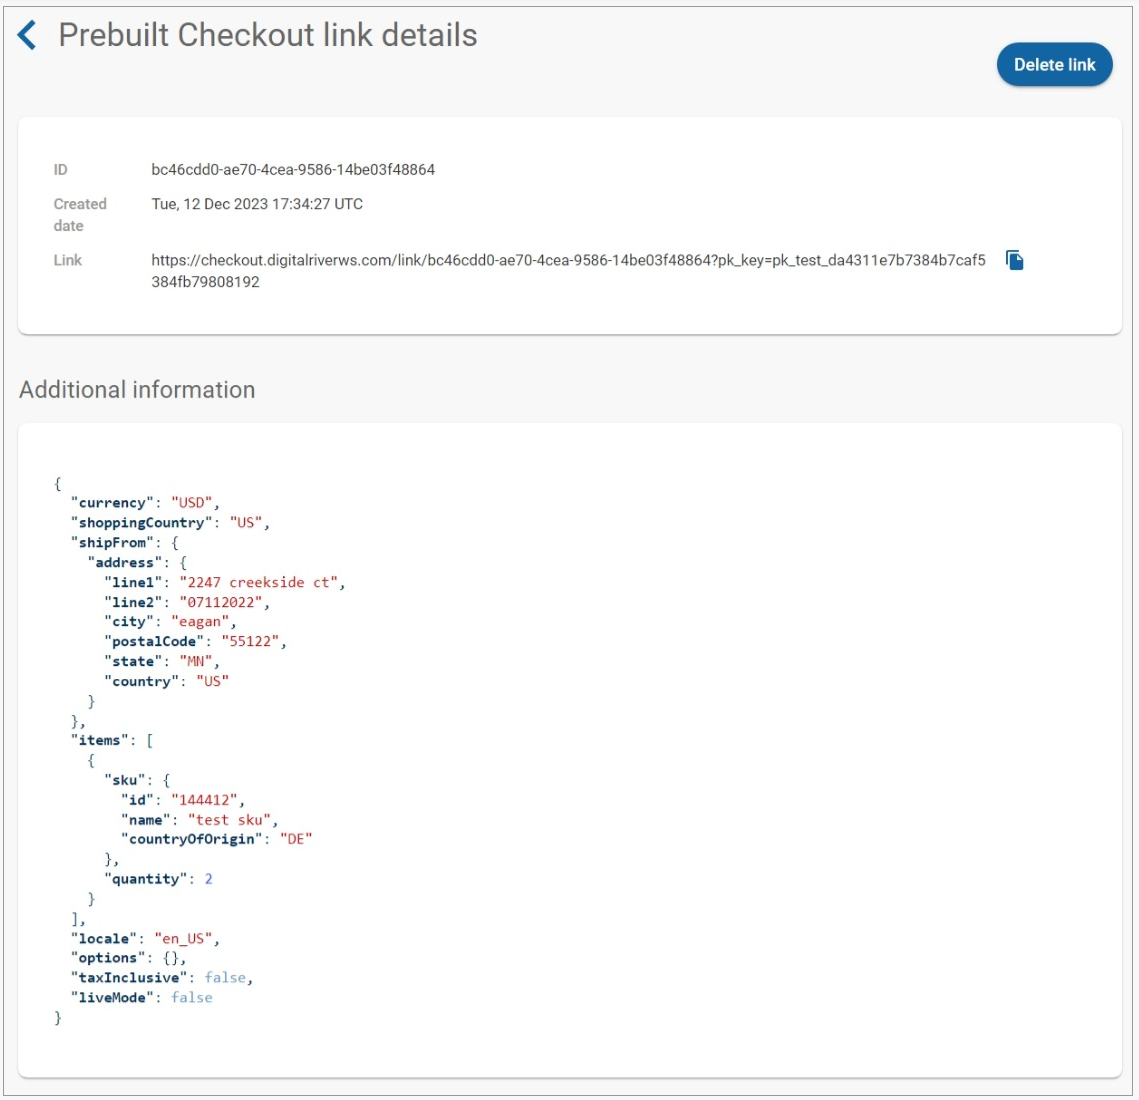 Prebuilt Checkout link details
Delete link
ID bc46cdd0-ae70-4cea-9586-14be03f48864
Created date Tue, 12 Dec 2023 17:34:27 UTC
Link https://checkout.digitalriverws.com/link/bc46cdd0-ae70-4cea-9586-14be03f48864?pk_key=pk_test_da4311e7b7384b7caf5
384fb79808192
Additional information
{
  "currency": "USD",
  "shoppingCountry": "US",
  "shipFrom": {
    "address": {
      "line1": "2247 creekside ct",
      "line2": "07112022",
      "city": "eagan",
      "postalCode": "55122",
      "state": "MN",
      "country": "US"
    }
  },
  "items": [
    {
      "sku": {
        "id": "144412",
        "name": "test sku",
        "countryOfOrigin": "DE"
      },
      "quantity": 2
    }
  ],
  "locale": "en_US",
  "options": {},
  "taxInclusive": false,
  "liveMode": false
}